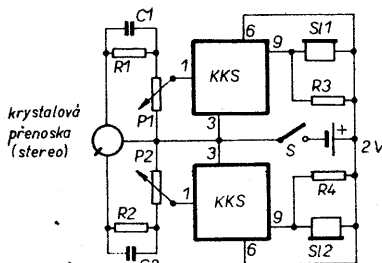 C1
6
9
Sl1
R1
1
KKS
R3
krystalová
přenoska
(stereo)
P1
3
S
+
2 V
P2
3
R4
1
KKS
R2
9
Sl2
6